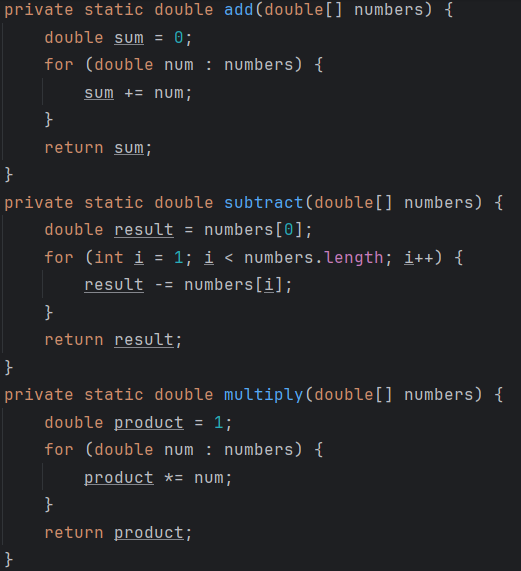 private static double add(double[] numbers) {
    double sum = 0;
    for (double num : numbers) {
        sum += num;
    }
    return sum;
}
private static double subtract(double[] numbers) {
    double result = numbers[0];
    for (int i = 1; i < numbers.length; i++) {
        result -= numbers[i];
    }
    return result;
}
private static double multiply(double[] numbers) {
    double product = 1;
    for (double num : numbers) {
        product *= num;
    }
    return product;
}